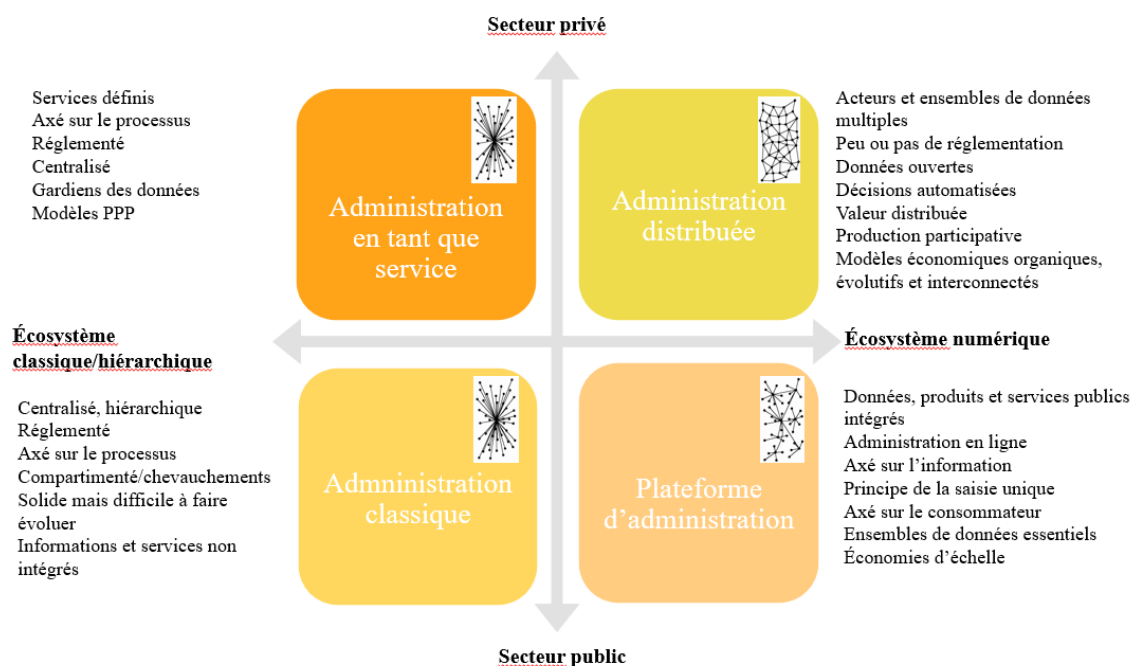 Secteur privé
Services définis
Axé sur le processus
Réglementé
Centralisé
Gardiens des données
Modèles PPP
Administration
en tant que
service
Administration
distribuée
Acteurs et ensembles de données
multiples
Peu ou pas de réglementation
Données ouvertes
Décisions automatisées
Valeur distribuée
Production participative
Modèles économiques organiques,
évolutifs et interconnectés
Écosystème
classique/hiérarchique
Écosystème numérique
Centralisé, hiérarchique
Réglementé
Axé sur le processus
Compartimenté/chevauchements
Solide mais difficile à faire
évoluer
Informations et services non
intégrés
Admninistration
classique
Plateforme
d’administration
Données, produits et services publics
intégrés
Administration en ligne
Axé sur l’information
Principe de la saisie unique
Axé sur le consommateur
Ensembles de données essentiels
Économies d’échelle
Secteur public